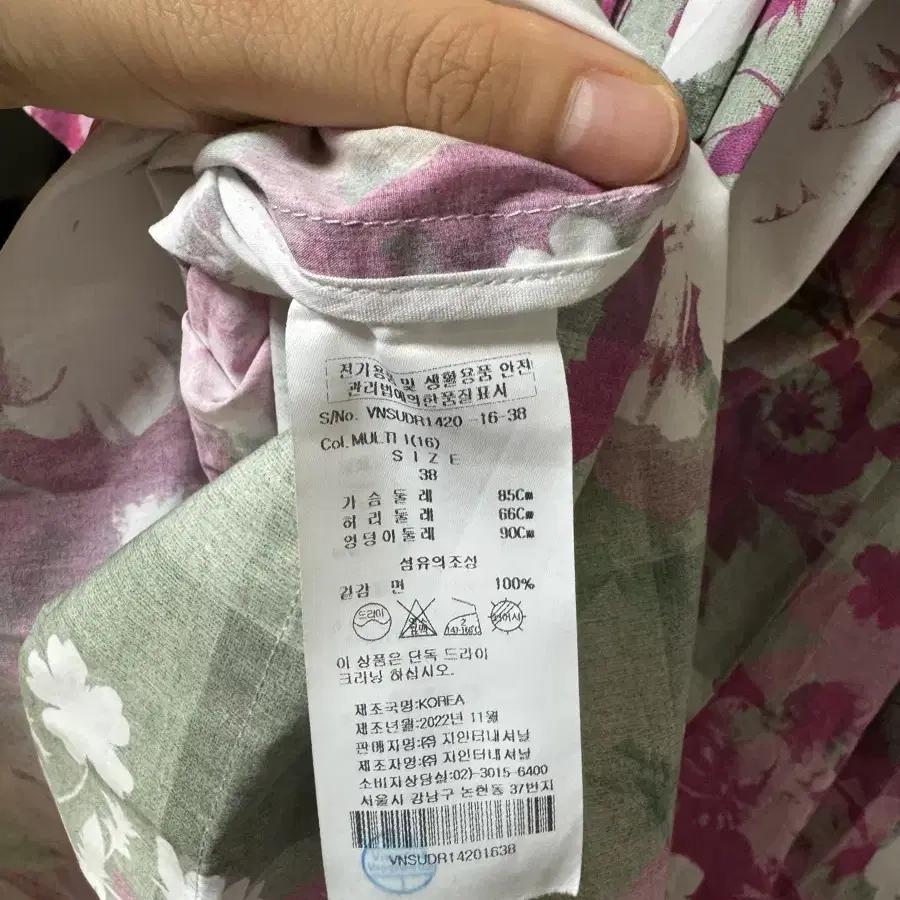 전기용품 및 생활용품 안전
관리법에의한품질표시
S/No. VNSUDR1420 -16-38
Col. MULTI I(16)
SIZE
38
가슴둘레 85Cm
허리둘레 66Cm
엉덩이둘레 90Cm
섬유의조성
겉감 면 100%
드라이
이 상품은 단독 드라이
크리닝 하십시오.
제조국명:KOREA
제조년월:2022년 11월
판매자명:㈜ 지인터내셔날
제조자명:㈜ 지인터내셔날
소비자상담실:02)-3015-6400
서울시 강남구 논현동 37번지
VNSUDR14201638